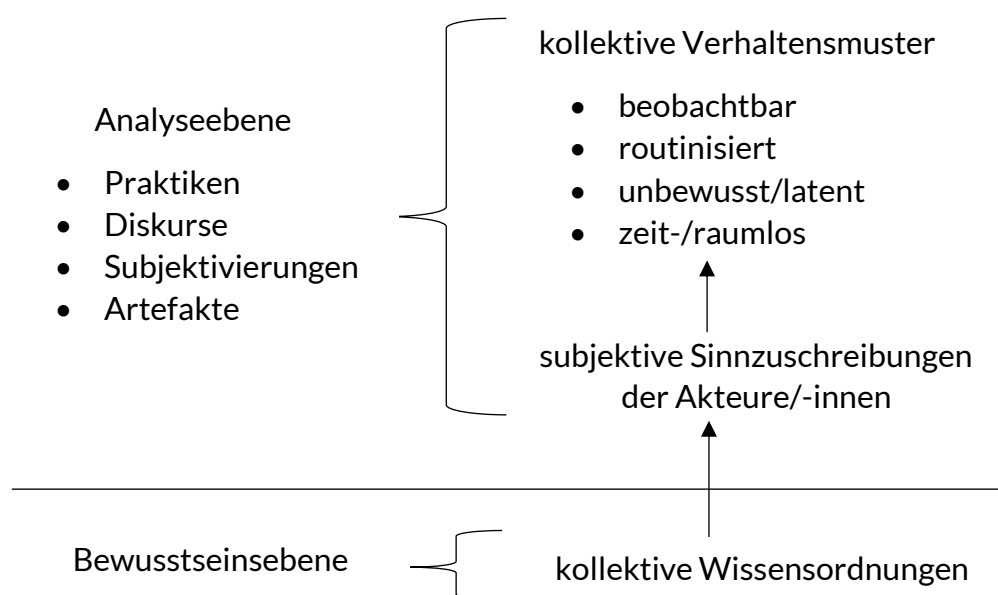 kollektive Verhaltensmuster
• beobachtbar
• routinisiert
• unbewusst/latent
• zeit-/raumlos
Analyseebene
• Praktiken
• Diskurse
• Subjektivierungen
• Artefakte
subjektive Sinnzuschreibungen
der Akteure/-innen
Bewusstseinsebene
kollektive Wissensordnungen